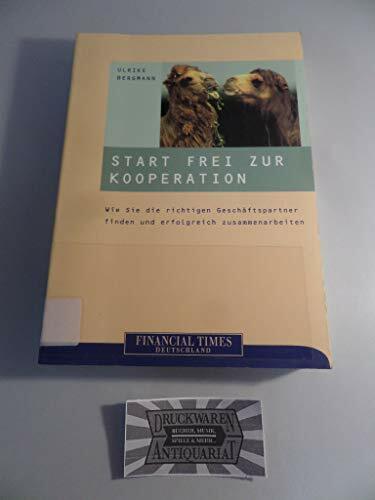 ULRIKE
BERGMANN
START FREI ZUR
KOOPERATION
Wie Sie die richtigen Geschäftspartner
finden und erfolgreich zusammenarbeiten
FINANCIAL TIMES
DEUTSCHLAND
DRUCKWAREN
BÜCHER, MUSIK,
SPIELE & MEHR...
ANTIQUARIAT